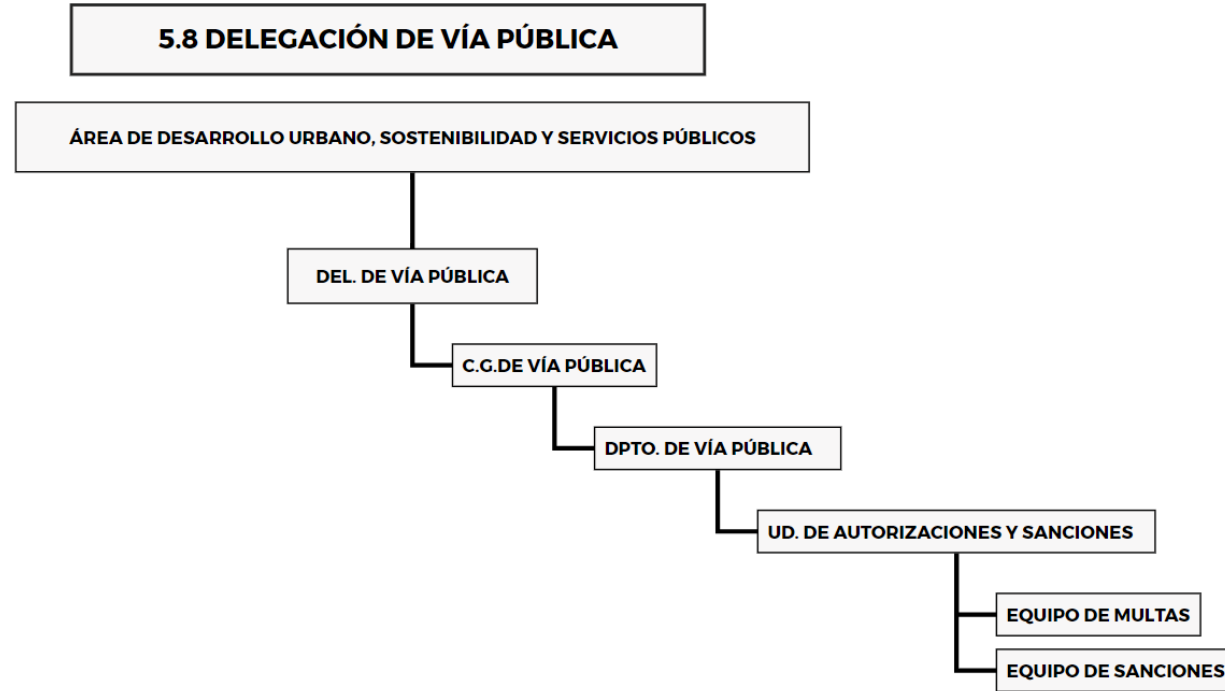 5.8 DELEGACIÓN DE VÍA PÚBLICA
ÁREA DE DESARROLLO URBANO, SOSTENIBILIDAD Y SERVICIOS PÚBLICOS
DEL. DE VÍA PÚBLICA
C.G.DE VÍA PÚBLICA
DPTO. DE VÍA PÚBLICA
UD. DE AUTORIZACIONES Y SANCIONES
EQUIPO DE MULTAS
EQUIPO DE SANCIONES